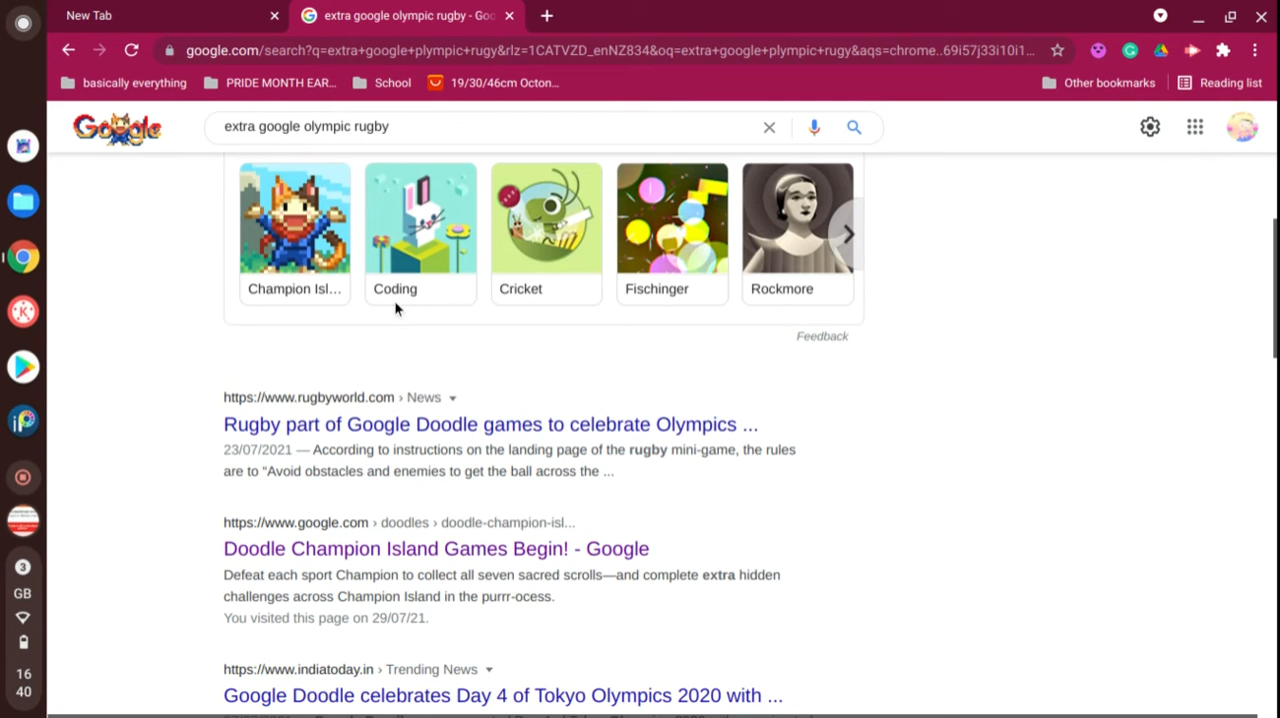 New Tab
extra google olympic rugby - Goo
google.com/search?q=extra+google+plympic+rugy&rlz=1CATVZD_enNZ834&oq=extra+google+plympic+rugy&aqs=chrome..69i57j33i10i1...
basically everything
PRIDE MONTH EAR...
School
19/30/46cm Octon...
Other bookmarks
Reading list
Google
extra google olympic rugby
Champion Isl...
Coding
Cricket
Fischinger
Rockmore
Feedback
https://www.rugbyworld.com › News
Rugby part of Google Doodle games to celebrate Olympics ...
23/07/2021 — According to instructions on the landing page of the rugby mini-game, the rules
are to "Avoid obstacles and enemies to get the ball across the ...
https://www.google.com › doodles › doodle-champion-isl...
Doodle Champion Island Games Begin! - Google
Defeat each sport Champion to collect all seven sacred scrolls—and complete extra hidden
challenges across Champion Island in the purrr-ocess.
You visited this page on 29/07/21.
https://www.indiatoday.in › Trending News
Google Doodle celebrates Day 4 of Tokyo Olympics 2020 with ...
3
GB
16
40